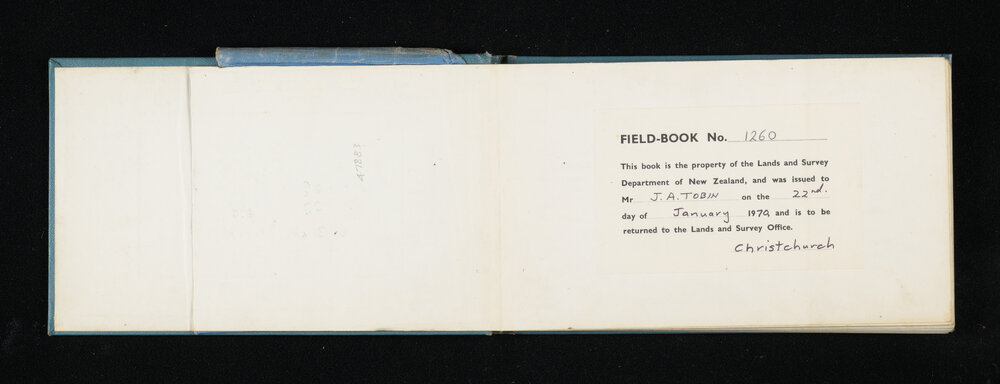 FIELD-BOOK No. 1260
This book is the property of the Lands and Survey
Department of New Zealand, and was issued to
Mr J. A. TOBIN on the 22nd.
day of January 1970, and is to be
returned to the Lands and Survey Office.
Christchurch